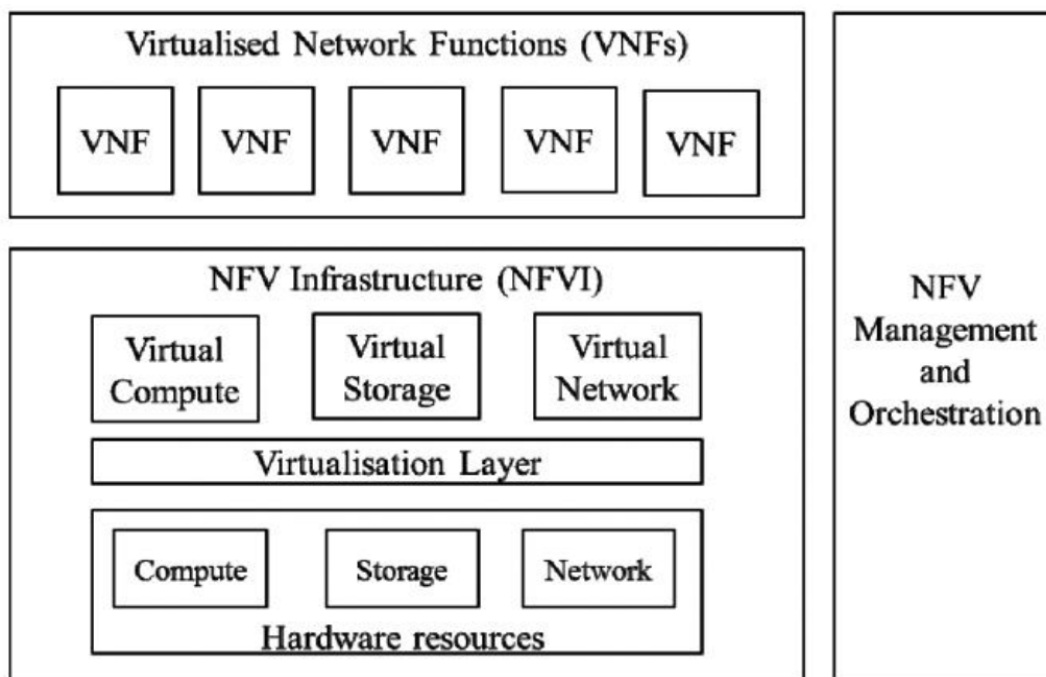 Virtualised Network Functions (VNFs)
VNF VNF VNF VNF VNF
NFV Infrastructure (NFVI)
Virtual
Compute
Virtual
Storage
Virtual
Network
Virtualisation Layer
Compute Storage Network
Hardware resources
NFV
Management
and
Orchestration